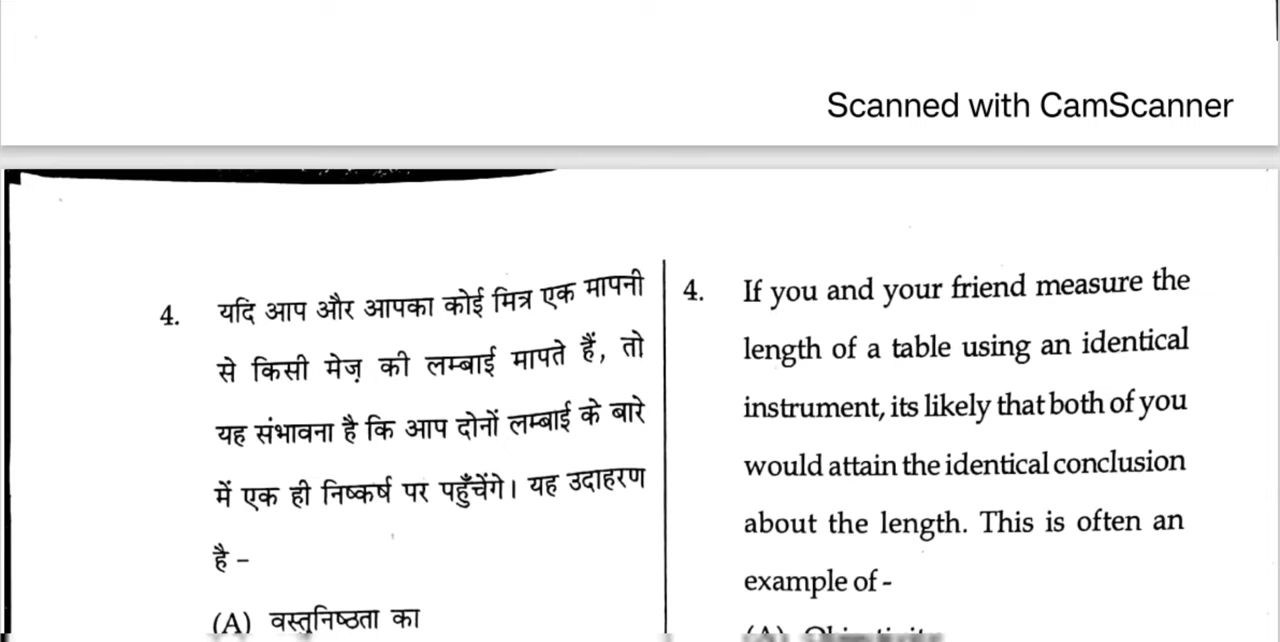 Scanned with CamScanner
4. यदि आप और आपका कोई मित्र एक मापनी
से किसी मेज़ की लम्बाई मापते हैं, तो
यह संभावना है कि आप दोनों लम्बाई के बारे
में एक ही निष्कर्ष पर पहुँचेंगे। यह उदाहरण
है -
(A) वस्तुनिष्ठता का
4. If you and your friend measure the
length of a table using an identical
instrument, its likely that both of you
would attain the identical conclusion
about the length. This is often an
example of -